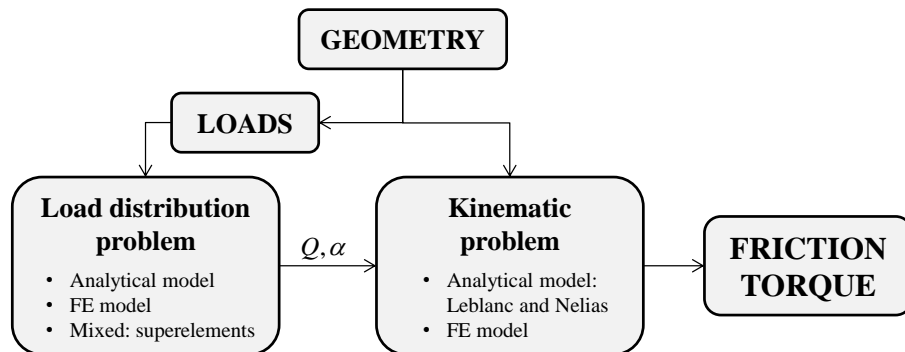 GEOMETRY
LOADS
Load distribution
problem
• Analytical model
• FE model
• Mixed: superelements
Q, α
Kinematic
problem
• Analytical model:
Leblanc and Nelias
• FE model
FRICTION
TORQUE